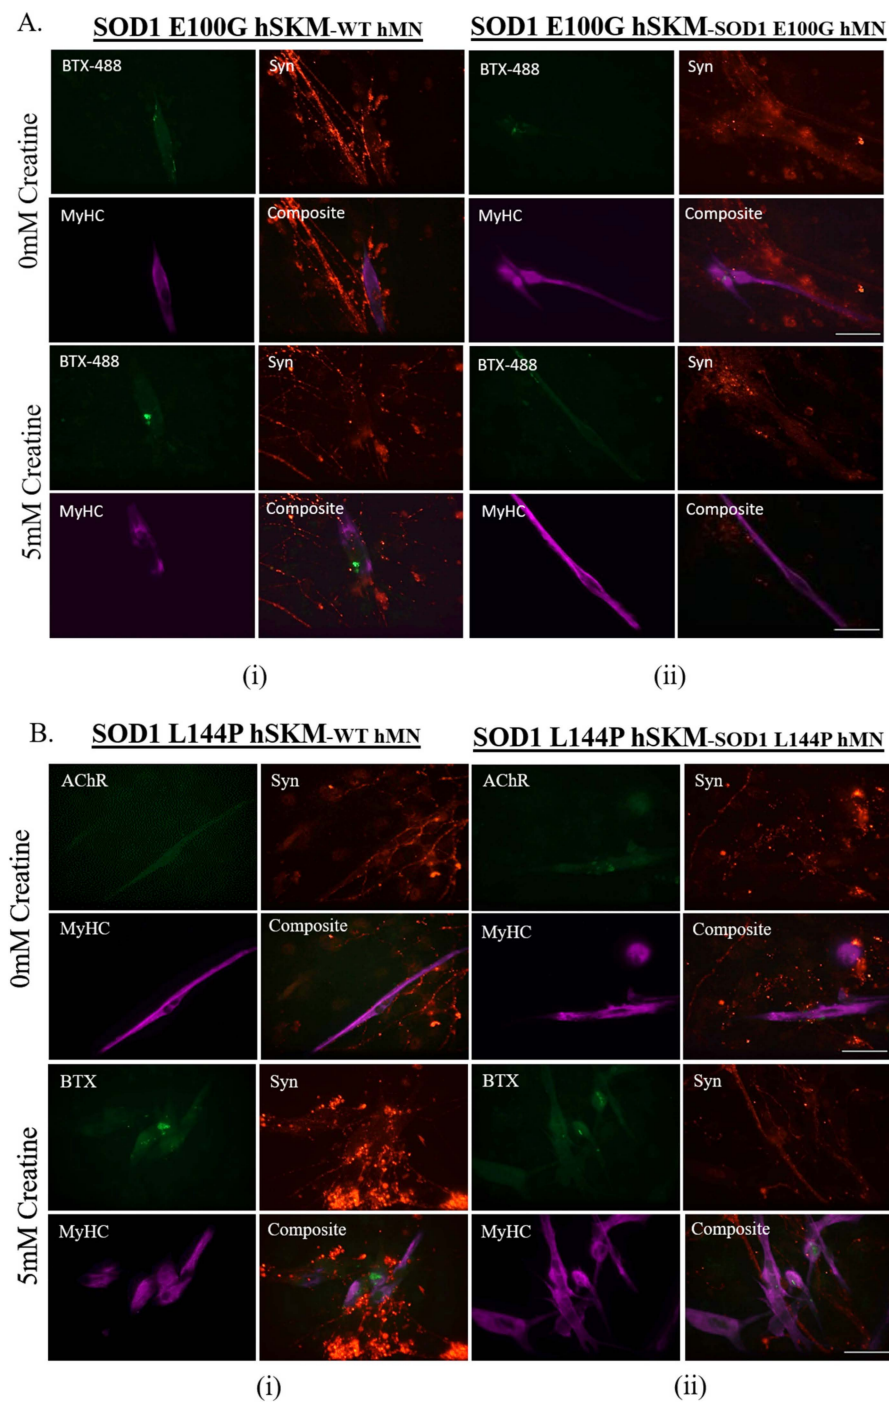 A.
SOD1 E100G hSKM-WT hMN
SOD1 E100G hSKM-SOD1 E100G hMN
0mM Creatine
BTX-488
Syn
BTX-488
Syn
MyHC
Composite
MyHC
Composite
5mM Creatine
BTX-488
Syn
BTX-488
Syn
MyHC
Composite
MyHC
Composite
(i)
(ii)
B.
SOD1 L144P hSKM-WT hMN
SOD1 L144P hSKM-SOD1 L144P hMN
0mM Creatine
AChR
Syn
AChR
Syn
MyHC
Composite
MyHC
Composite
5mM Creatine
BTX
Syn
BTX
Syn
MyHC
Composite
MyHC
Composite
(i)
(ii)